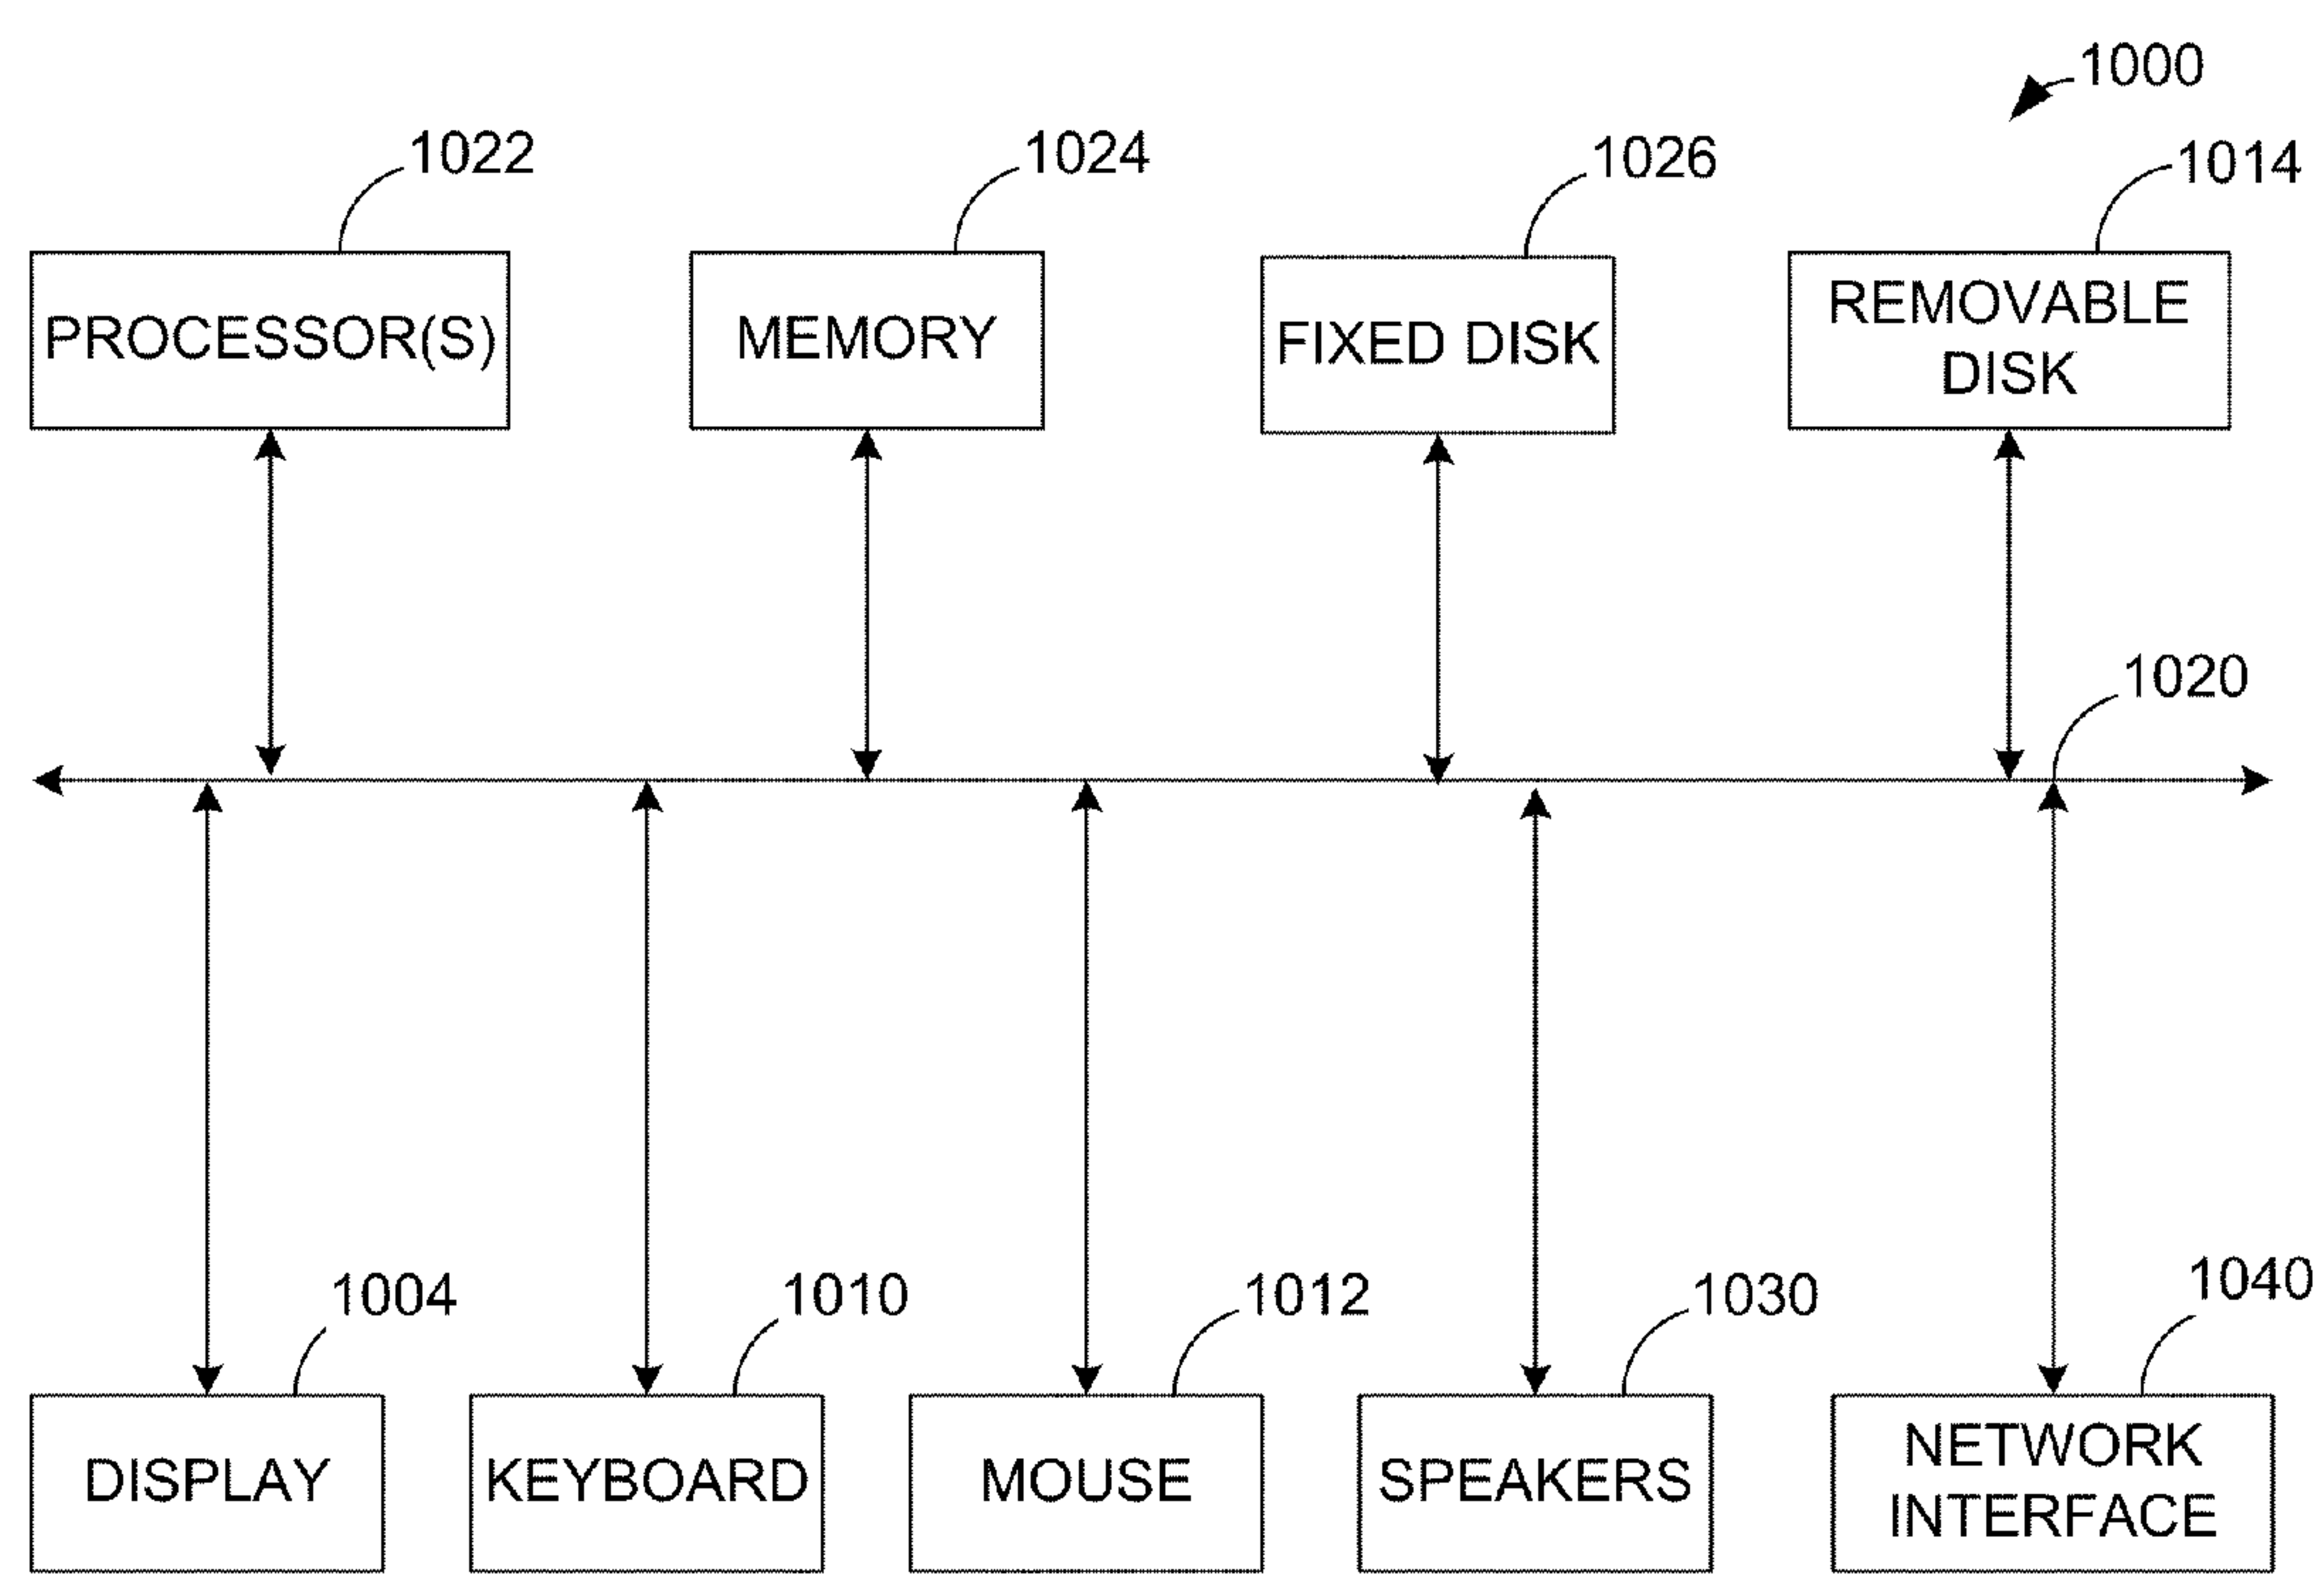 1000
1022
1024
1026
1014
PROCESSOR(S)
MEMORY
FIXED DISK
REMOVABLE
DISK
1020
1004
1010
1012
1030
1040
DISPLAY
KEYBOARD
MOUSE
SPEAKERS
NETWORK
INTERFACE